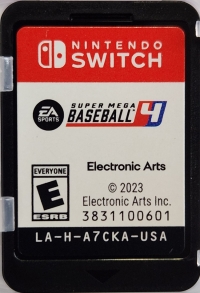 NINTENDO
SWITCH
EA
SPORTS
SUPER MEGA
BASEBALL 4
Electronic Arts
EVERYONE
E
ESRB
© 2023
Electronic Arts Inc.
3831100601
LA-H-A7CKA-USA